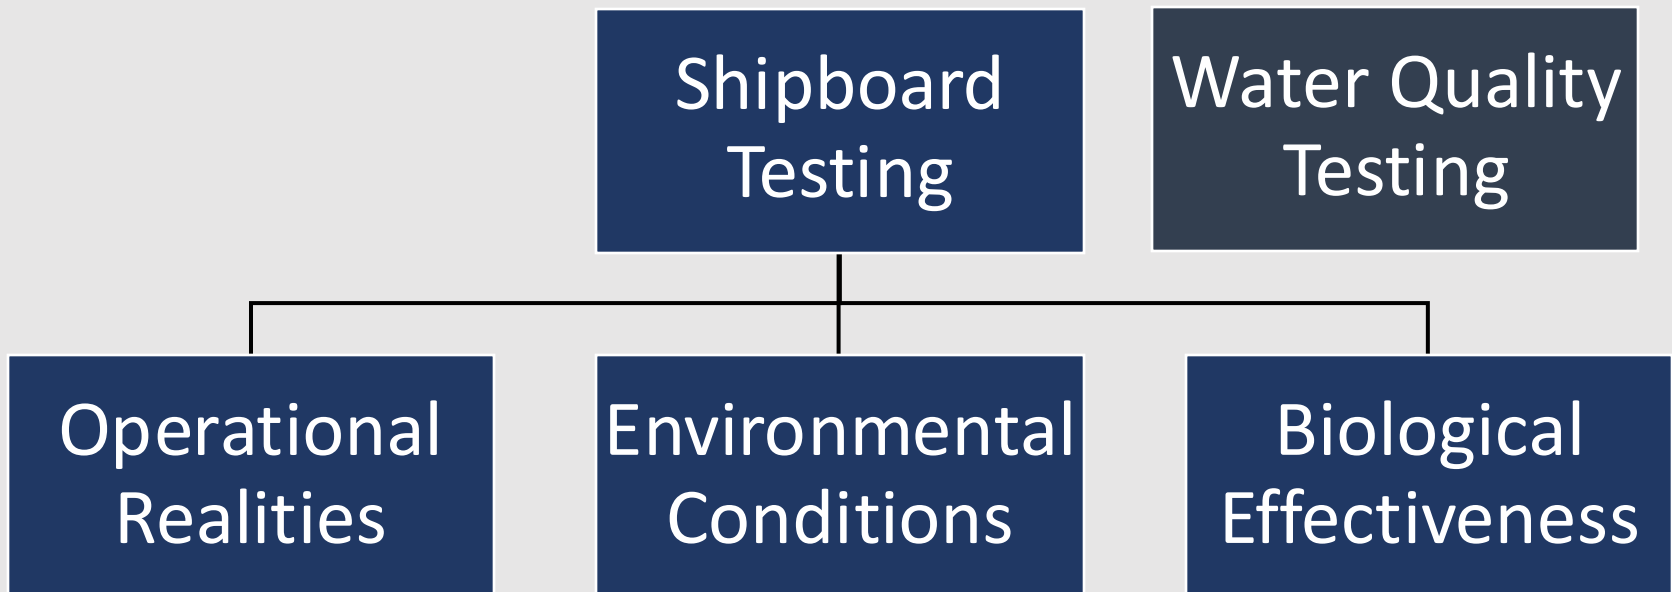 Shipboard
Testing
Water Quality
Testing
Operational
Realities
Environmental
Conditions
Biological
Effectiveness